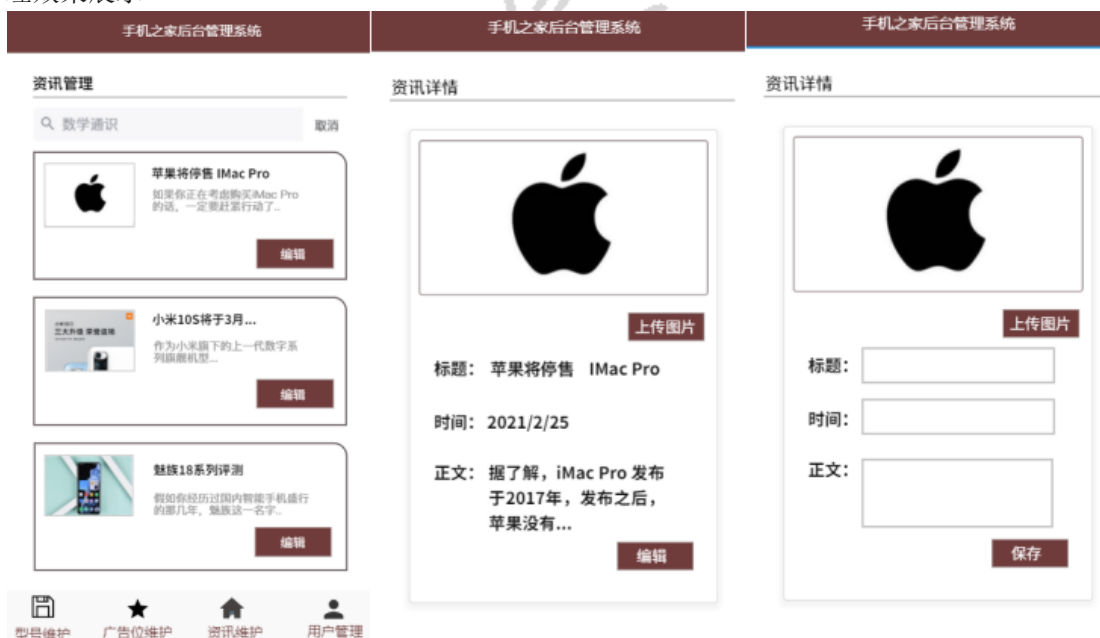 手机之家后台管理系统
资讯管理
数学通识
取消
苹果将停售 IMac Pro
如果你正在考虑购买iMac Pro
的话，一定要赶紧行动了..
编辑
小米10S将于3月...
作为小米旗下的上一代数字系
列旗舰机型...
编辑
魅族18系列评测
假如你经历过国内智能手机盛行
的那几年，魅族这一名字..
编辑
型号维护
广告位维护
资讯维护
用户管理
手机之家后台管理系统
资讯详情
上传图片
标题： 苹果将停售 IMac Pro
时间： 2021/2/25
正文： 据了解，iMac Pro 发布
于2017年，发布之后，
苹果没有...
编辑
手机之家后台管理系统
资讯详情
上传图片
标题：
时间：
正文：
保存